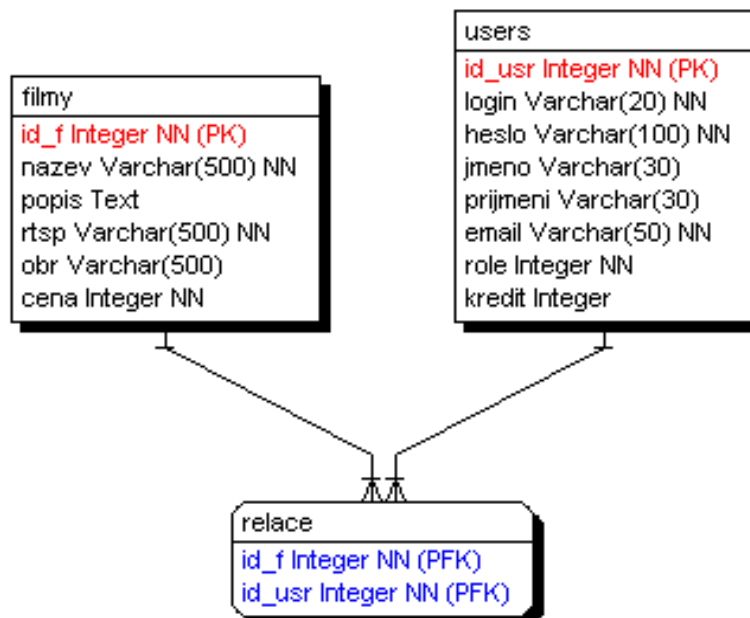 filmy
id_f Integer NN (PK)
nazev Varchar(500) NN
popis Text
rtsp Varchar(500) NN
obr Varchar(500)
cena Integer NN
users
id_usr Integer NN (PK)
login Varchar(20) NN
heslo Varchar(100) NN
jmeno Varchar(30)
prijmeni Varchar(30)
email Varchar(50) NN
role Integer NN
kredit Integer
relace
id_f Integer NN (PFK)
id_usr Integer NN (PFK)